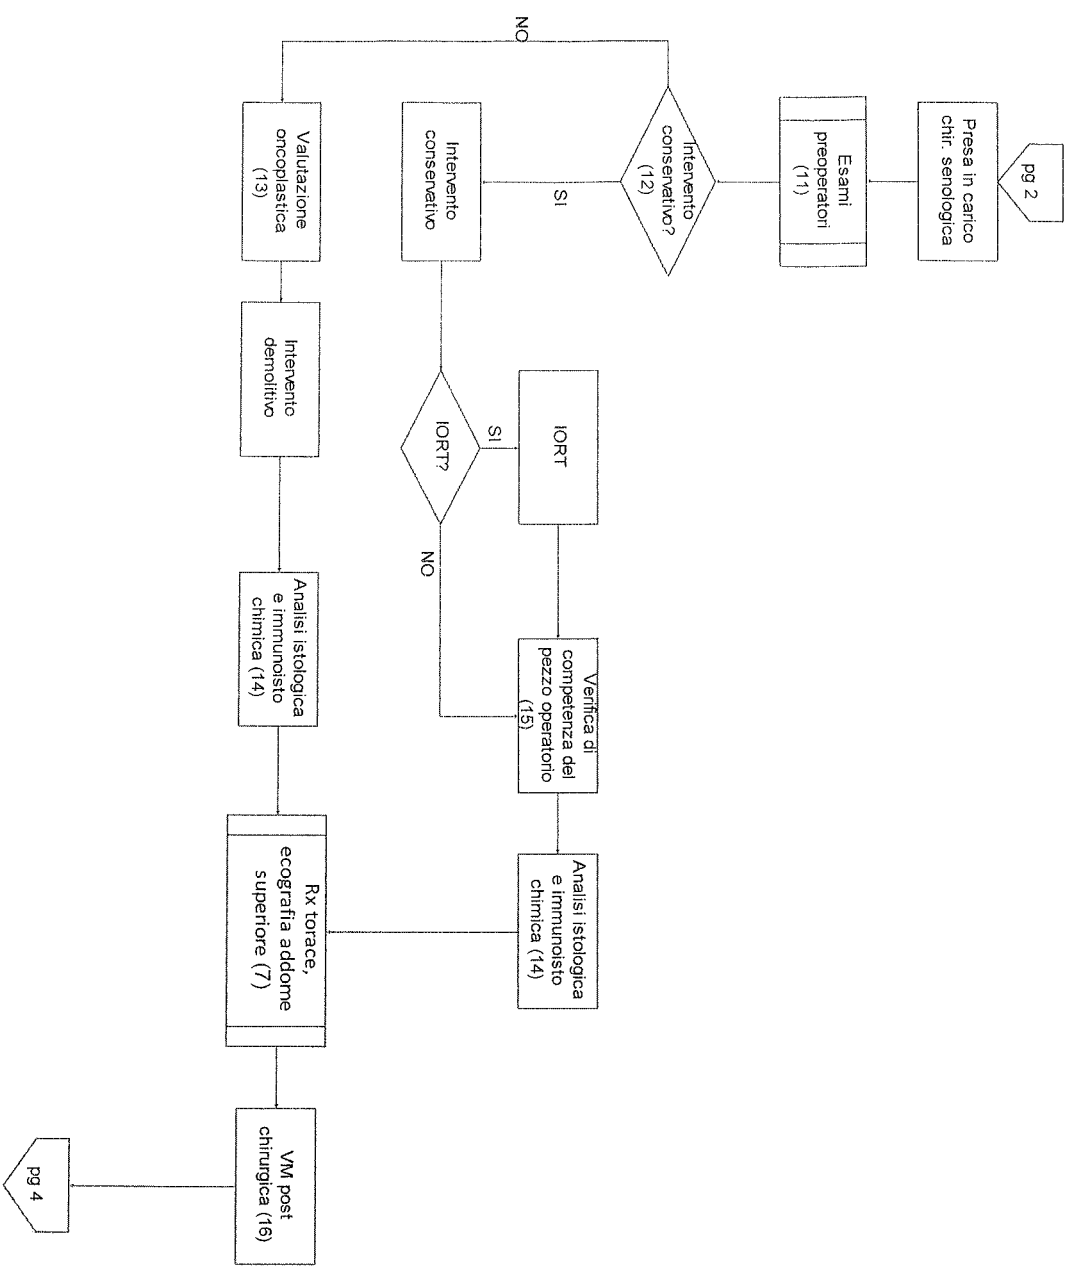 pg 2
Presa in carico
chir. senologica
Esami
preoperatori
(11)
Intervento
conservativo?
(12)
NO
SI
Intervento
conservativo
Valutazione
oncoplastica
(13)
Intervento
demolitivo
IORT?
SI
NO
IORT
Verifica di
competenza del
pezzo operatorio
(15)
Analisi istologica
e immunoisto
chimica (14)
Analisi istologica
e immunoisto
chimica (14)
Rx torace,
ecografia addome
superiore (7)
VM post
chirurgica (16)
pg 4